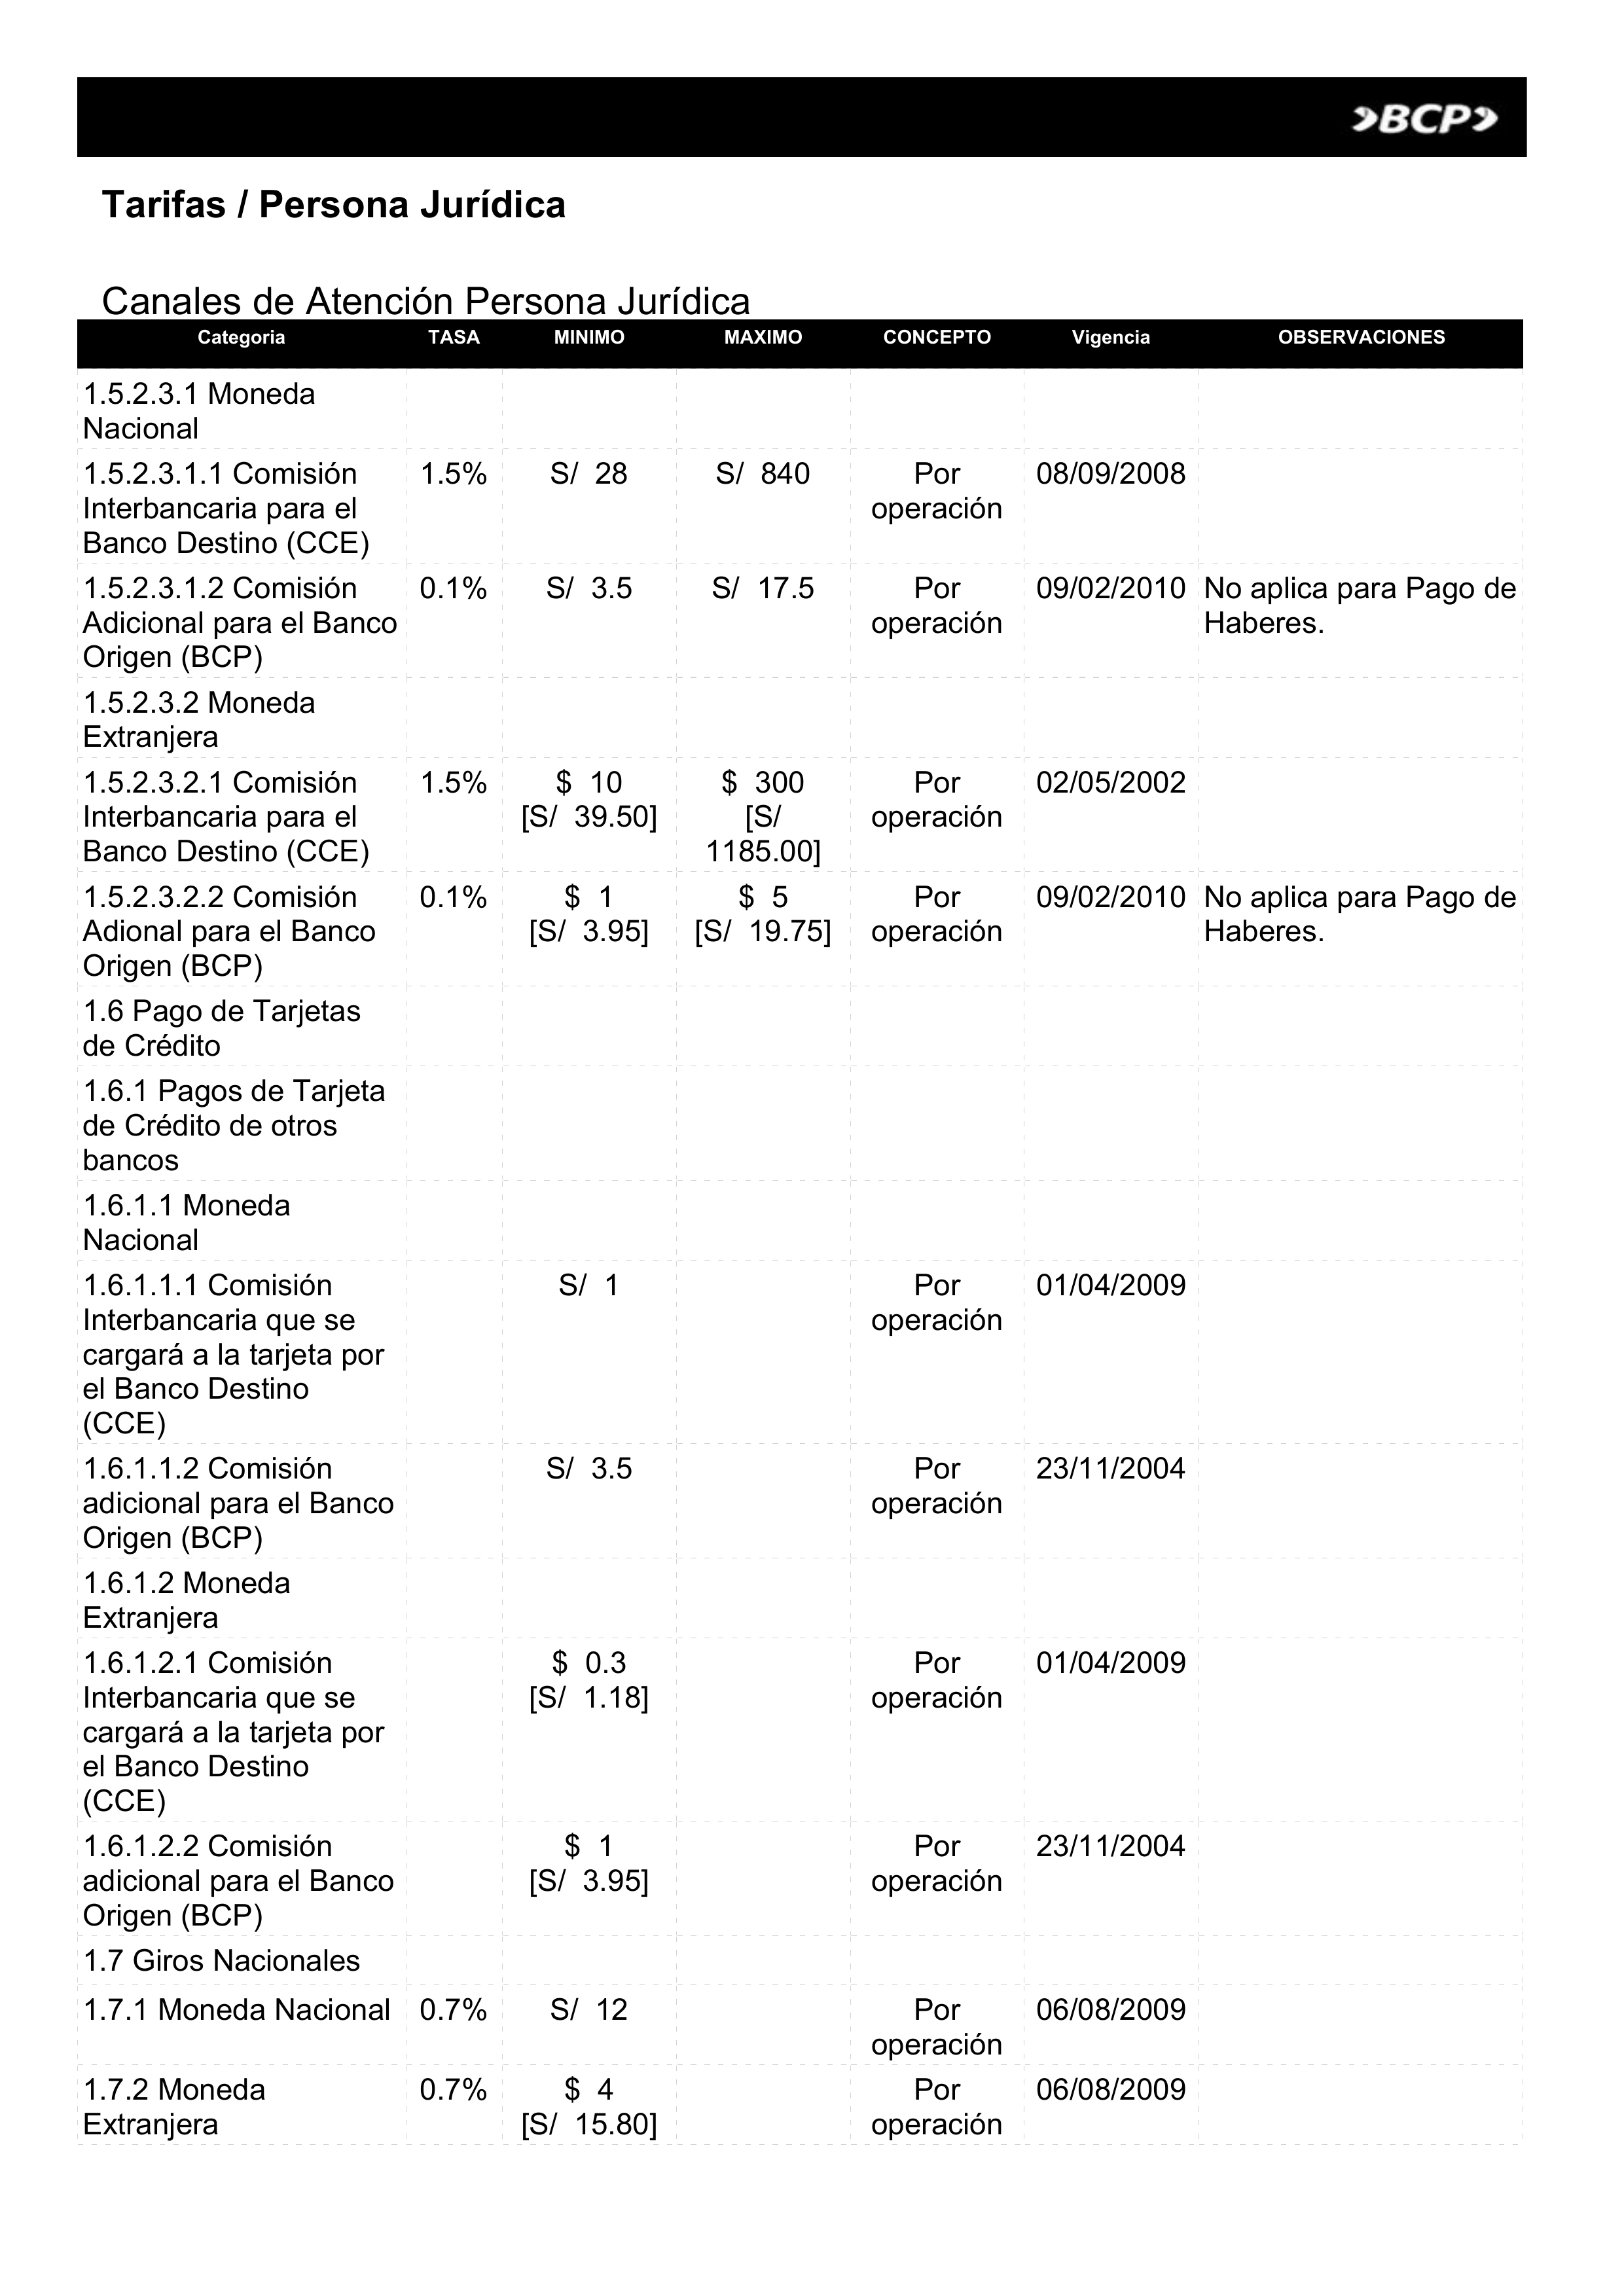 BCP
Tarifas / Persona Jurídica
Canales de Atención Persona Jurídica
Categoria TASA MINIMO MAXIMO CONCEPTO Vigencia OBSERVACIONES
1.5.2.3.1 Moneda
Nacional
1.5.2.3.1.1 Comisión 1.5% S/ 28 S/ 840 Por 08/09/2008
Interbancaria para el operación
Banco Destino (CCE)
1.5.2.3.1.2 Comisión 0.1% S/ 3.5 S/ 17.5 Por 09/02/2010 No aplica para Pago de
Adicional para el Banco operación Haberes.
Origen (BCP)
1.5.2.3.2 Moneda
Extranjera
1.5.2.3.2.1 Comisión 1.5% $ 10 $ 300 Por 02/05/2002
Interbancaria para el [S/ 39.50] [S/ operación
Banco Destino (CCE) 1185.00]
1.5.2.3.2.2 Comisión 0.1% $ 1 $ 5 Por 09/02/2010 No aplica para Pago de
Adional para el Banco [S/ 3.95] [S/ 19.75] operación Haberes.
Origen (BCP)
1.6 Pago de Tarjetas
de Crédito
1.6.1 Pagos de Tarjeta
de Crédito de otros
bancos
1.6.1.1 Moneda
Nacional
1.6.1.1.1 Comisión S/ 1 Por 01/04/2009
Interbancaria que se operación
cargará a la tarjeta por
el Banco Destino
(CCE)
1.6.1.1.2 Comisión S/ 3.5 Por 23/11/2004
adicional para el Banco operación
Origen (BCP)
1.6.1.2 Moneda
Extranjera
1.6.1.2.1 Comisión $ 0.3 Por 01/04/2009
Interbancaria que se [S/ 1.18] operación
cargará a la tarjeta por
el Banco Destino
(CCE)
1.6.1.2.2 Comisión $ 1 Por 23/11/2004
adicional para el Banco [S/ 3.95] operación
Origen (BCP)
1.7 Giros Nacionales
1.7.1 Moneda Nacional 0.7% S/ 12 Por 06/08/2009
operación
1.7.2 Moneda 0.7% $ 4 Por 06/08/2009
Extranjera [S/ 15.80] operación